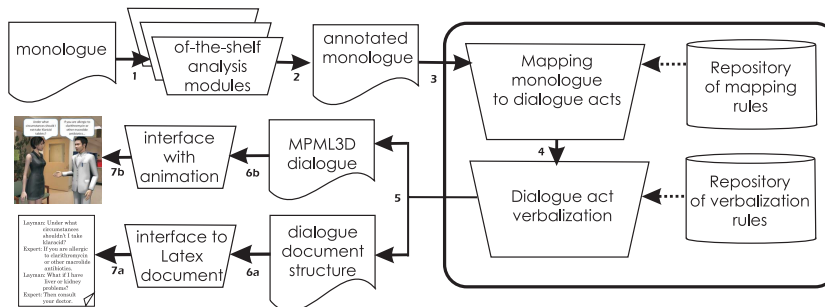 monologue
1
of-the-shelf
analysis
modules
2
annotated
monologue
3
Mapping
monologue
to dialogue acts
Repository
of mapping
rules
4
Dialogue act
verbalization
Repository
of verbalization
rules
5
MPML3D
dialogue
6b
interface
with
animation
7b
dialogue
document
structure
6a
interface to
Latex
document
7a
Layman: Under what
circumstances
shouldn't I take
klaracid?
Expert: If you are allergic
to clarithromycin
or other macrolide
antibiotics.
Layman: What if I have
liver or kidney
problems?
Expert: Then consult
your doctor.